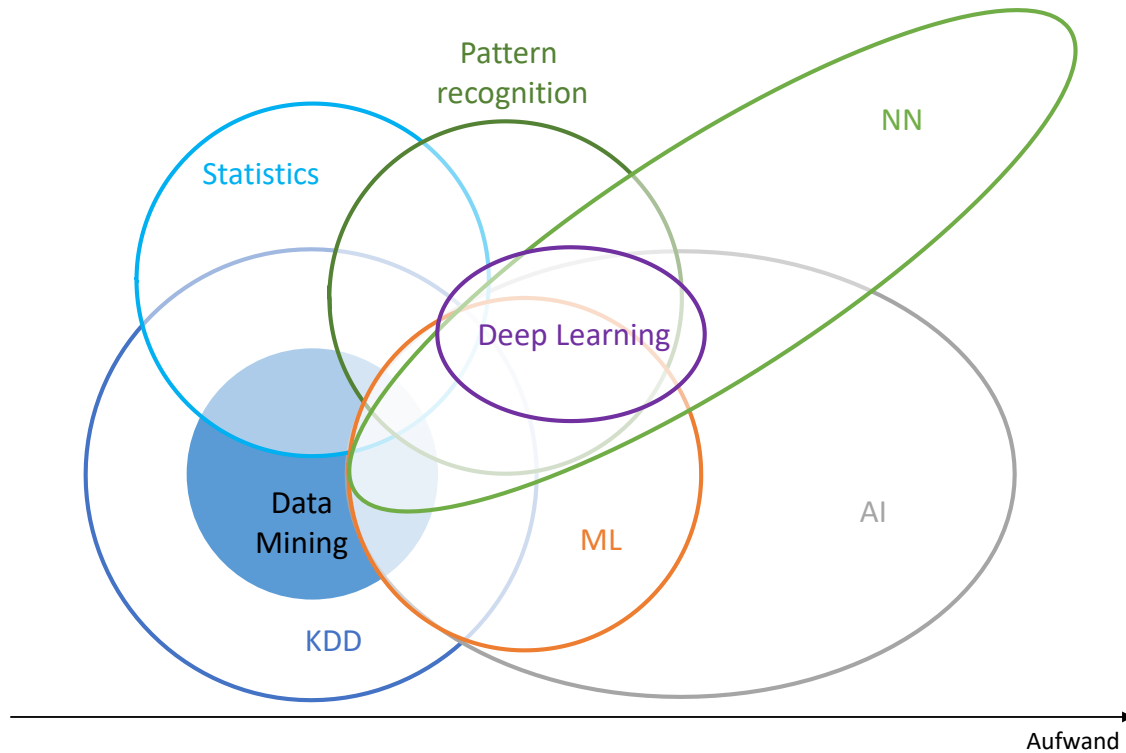 Pattern
recognition
NN
Statistics
Deep Learning
Data
Mining
AI
ML
KDD
Aufwand